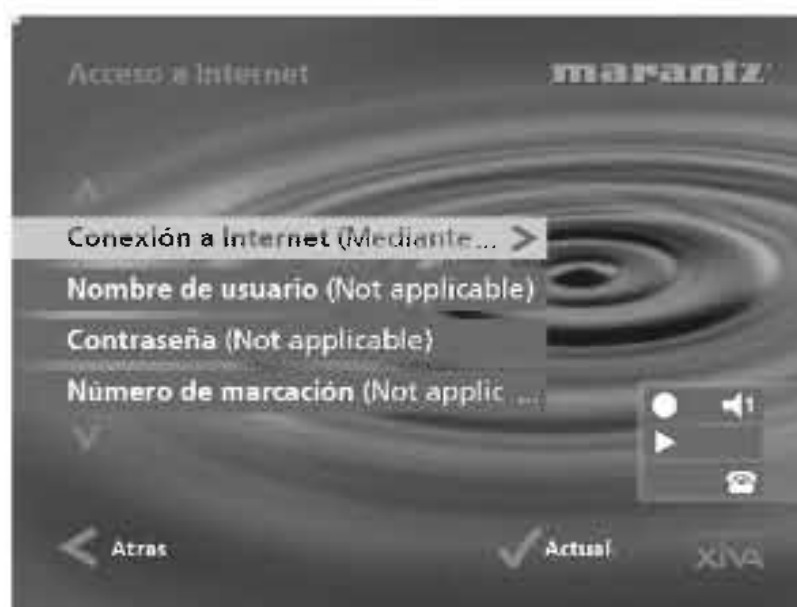 Acceso a Internet
marantz
Conexión a Internet (Mediante... >
Nombre de usuario (Not applicable)
Contraseña (Not applicable)
Número de marcación (Not applic ...
1
Atras
Actual
XiVA